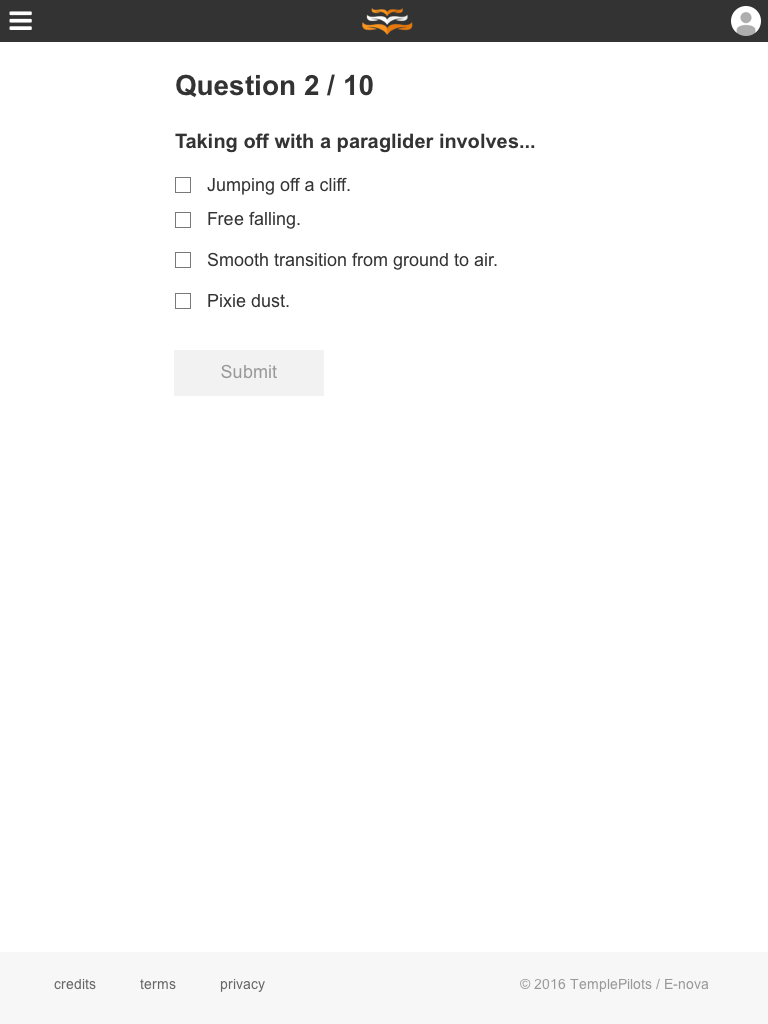 Question 2 / 10
Taking off with a paraglider involves...
Jumping off a cliff.
Free falling.
Smooth transition from ground to air.
Pixie dust.
Submit
credits terms privacy © 2016 TemplePilots / E-nova